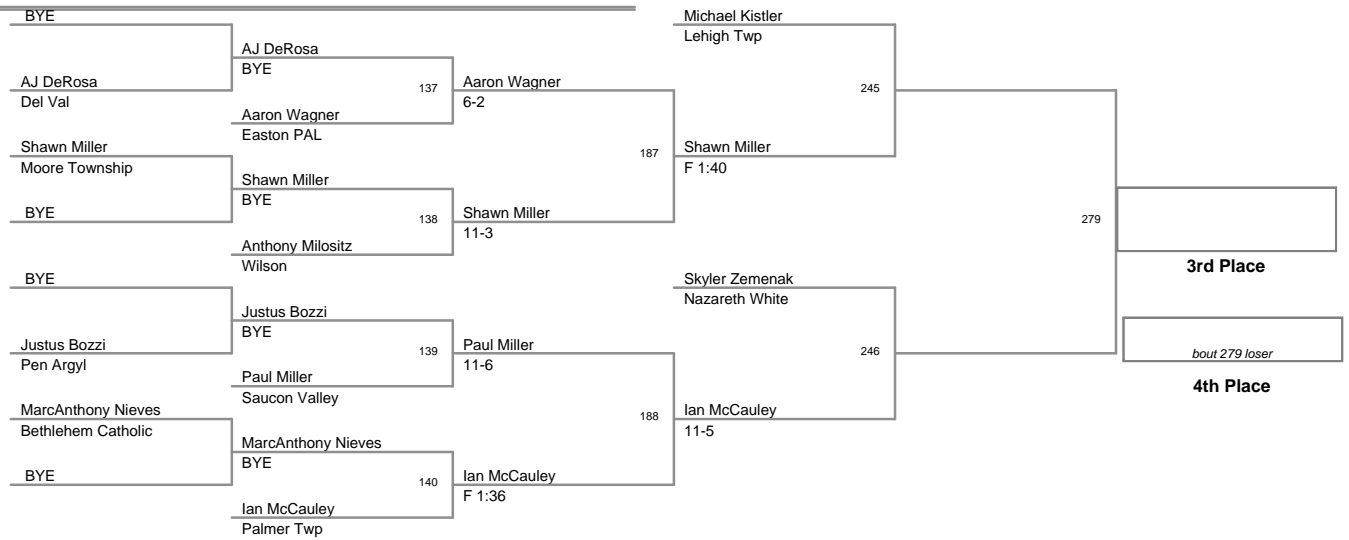 BYE
AJ DeRosa
Del Val
Shawn Miller
Moore Township
BYE
BYE
Justus Bozzi
Pen Argyl
MarcAnthony Nieves
Bethlehem Catholic
BYE
AJ DeRosa
BYE
137
Aaron Wagner
Easton PAL
Shawn Miller
BYE
138
Anthony Milositz
Wilson
Justus Bozzi
BYE
139
Paul Miller
Saucon Valley
MarcAnthony Nieves
BYE
140
Ian McCauley
Palmer Twp
Aaron Wagner
6-2
187
Shawn Miller
11-3
Paul Miller
11-6
188
Ian McCauley
F 1:36
Michael Kistler
Lehigh Twp
245
Shawn Miller
F 1:40
Skyler Zemenak
Nazareth White
246
Ian McCauley
11-5
279
3rd Place
bout 279 loser
4th Place